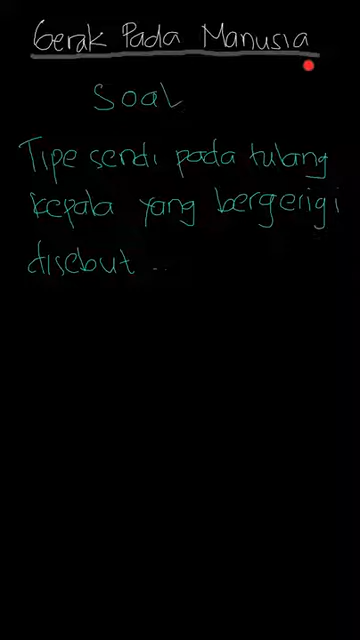 Gerak Pada Manusia
Soal
Tipe sendi pada tulang
kepala yang bergerigi
disebut ...